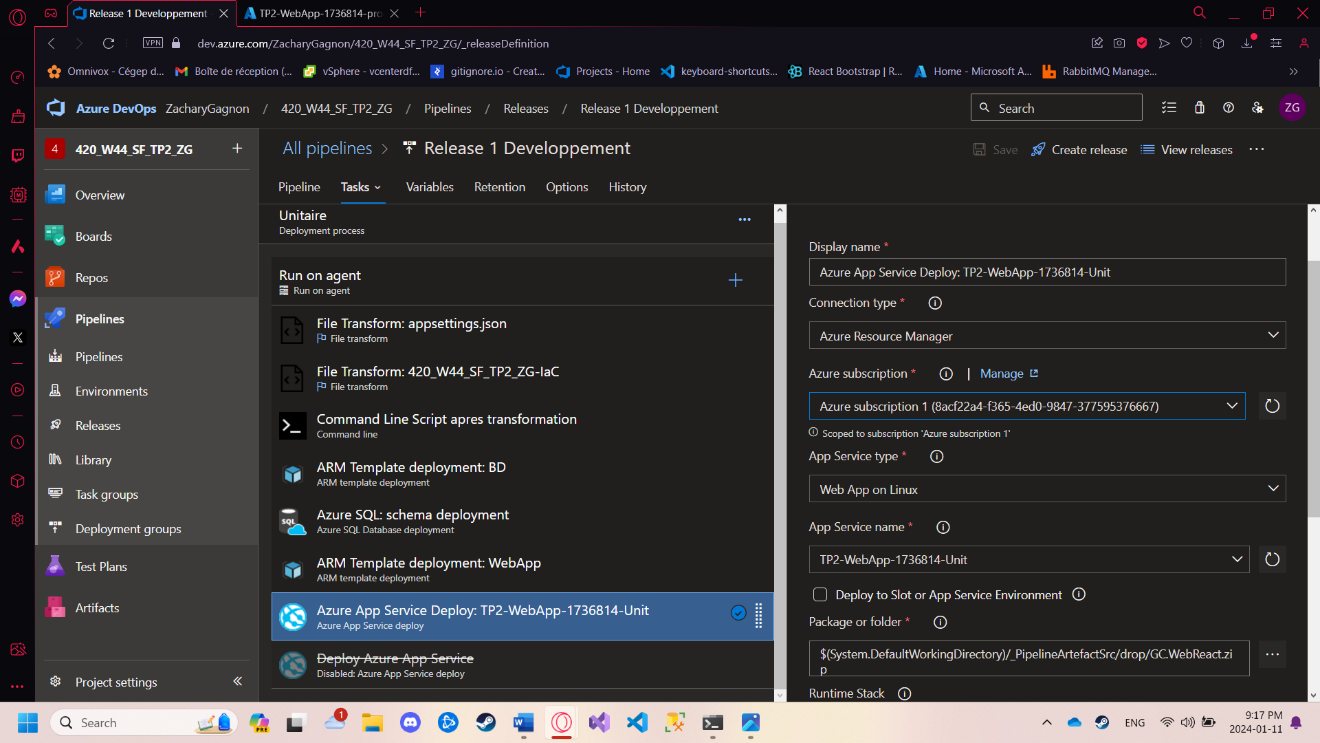 Release 1 Developpement
TP2-WebApp-1736814-pro
VPN
dev.azure.com/ZacharyGagnon/420_W44_SF_TP2_ZG/_releaseDefinition
Omnivox - Cégep d...
Boîte de réception (...
vSphere - vcenterdf...
gitignore.io - Creat...
Projects - Home
keyboard-shortcuts...
React Bootstrap | R...
Home - Microsoft A...
RabbitMQ Manage...
Azure DevOps
ZacharyGagnon / 420_W44_SF_TP2_ZG / Pipelines / Releases / Release 1 Developpement
Search
ZG
4
420_W44_SF_TP2_ZG
Overview
Boards
Repos
Pipelines
Pipelines
Environments
Releases
Library
Task groups
Deployment groups
Test Plans
Artifacts
Project settings
All pipelines > Release 1 Developpement
Save
Create release
View releases
Pipeline
Tasks
Variables
Retention
Options
History
Unitaire
Deployment process
Run on agent
Run on agent
File Transform: appsettings.json
File transform
File Transform: 420_W44_SF_TP2_ZG-IaC
File transform
Command Line Script apres transformation
Command line
ARM Template deployment: BD
ARM template deployment
SQL
Azure SQL: schema deployment
Azure SQL Database deployment
ARM Template deployment: WebApp
ARM template deployment
Azure App Service Deploy: TP2-WebApp-1736814-Unit
Azure App Service deploy
Deploy Azure App Service
Disabled: Azure App Service deploy
Display name *
Azure App Service Deploy: TP2-WebApp-1736814-Unit
Connection type *
Azure Resource Manager
Azure subscription * | Manage
Azure subscription 1 (8acf22a4-f365-4ed0-9847-377595376667)
Scoped to subscription 'Azure subscription 1'
App Service type *
Web App on Linux
App Service name *
TP2-WebApp-1736814-Unit
Deploy to Slot or App Service Environment
Package or folder *
$(System.DefaultWorkingDirectory)/_PipelineArtefactSrc/drop/GC.WebReact.zi
p
Runtime Stack
Search
PRE
1
ENG
9:17 PM
2024-01-11